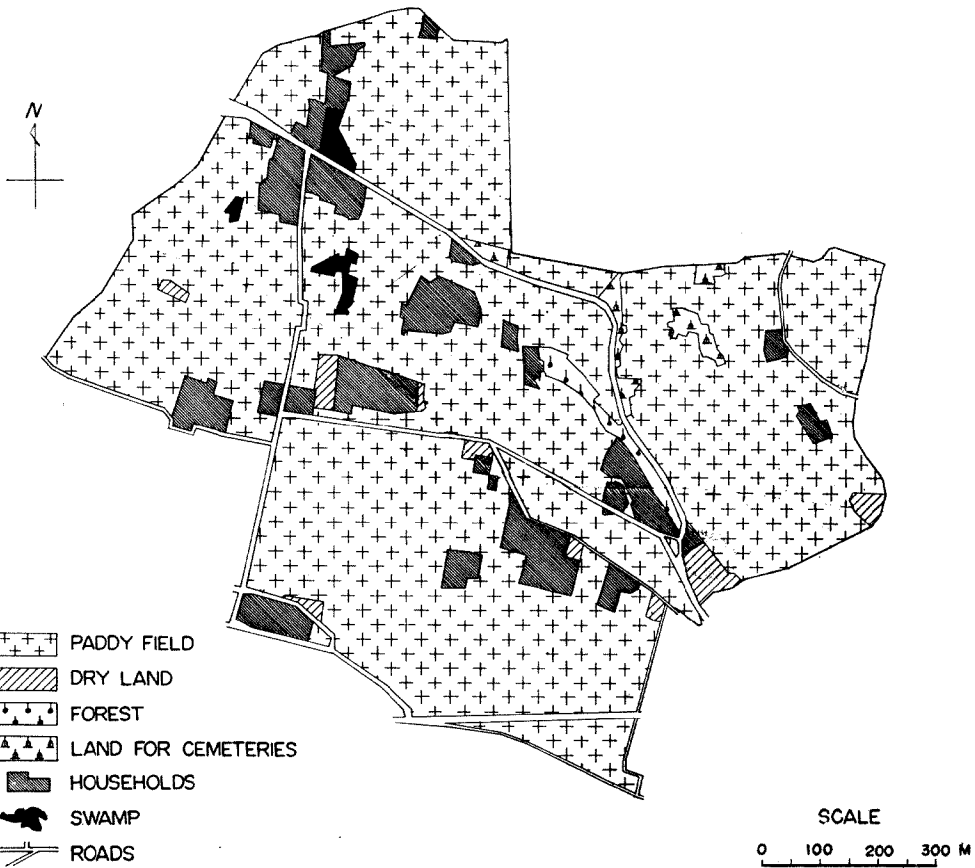 N
PADDY FIELD
DRY LAND
FOREST
LAND FOR CEMETERIES
HOUSEHOLDS
SWAMP
ROADS
SCALE
0 100 200 300 M